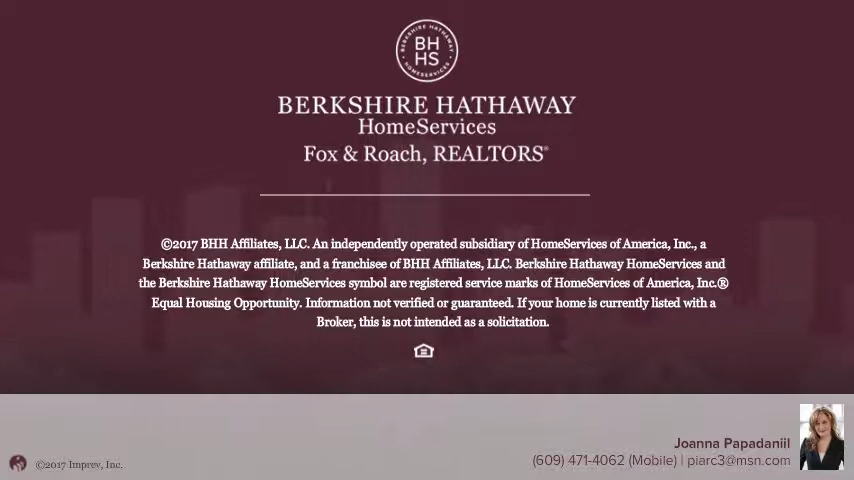 BERKSHIRE HATHAWAY
HOMESERVICES
BH
HS
BERKSHIRE HATHAWAY
HomeServices
Fox & Roach, REALTORS®
©2017 BHH Affiliates, LLC. An independently operated subsidiary of HomeServices of America, Inc., a
Berkshire Hathaway affiliate, and a franchisee of BHH Affiliates, LLC. Berkshire Hathaway HomeServices and
the Berkshire Hathaway HomeServices symbol are registered service marks of HomeServices of America, Inc.®
Equal Housing Opportunity. Information not verified or guaranteed. If your home is currently listed with a
Broker, this is not intended as a solicitation.
Joanna Papadaniil
(609) 471-4062 (Mobile) | piarc3@msn.com
©2017 Imprev, Inc.